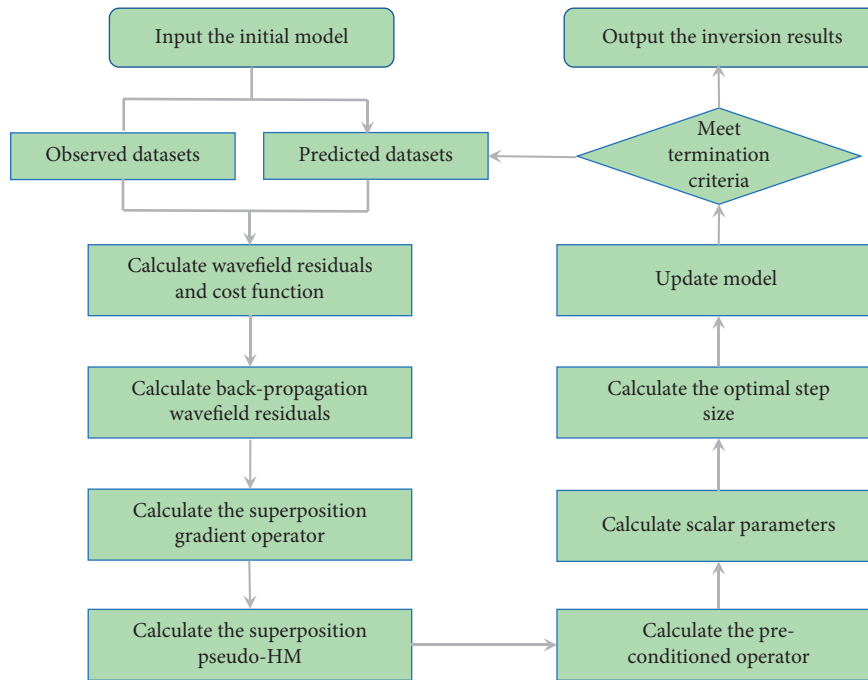 Input the initial model
Observed datasets
Predicted datasets
Calculate wavefield residuals
and cost function
Calculate back-propagation
wavefield residuals
Calculate the superposition
gradient operator
Calculate the superposition
pseudo-HM
Calculate the pre-
conditioned operator
Calculate scalar parameters
Calculate the optimal step
size
Update model
Meet
termination
criteria
Output the inversion results